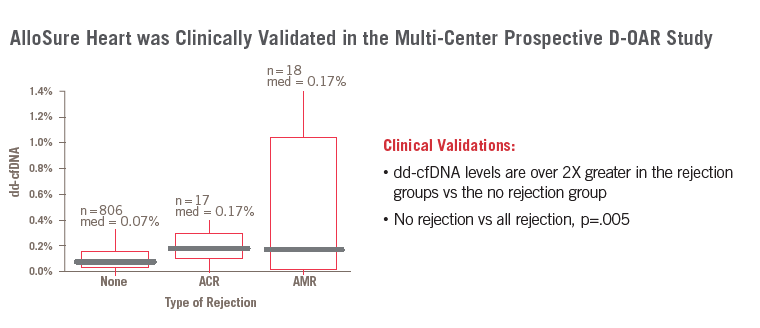 AlloSure Heart was Clinically Validated in the Multi-Center Prospective D-OAR Study
n=18
med = 0.17%
1.4%
1.2%
1.0%
0.8%
0.6%
0.4%
0.2%
0.0%
dd-cfDNA
n=806
med = 0.07%
n=17
med = 0.17%
None
ACR
AMR
Type of Rejection
Clinical Validations:
• dd-cfDNA levels are over 2X greater in the rejection
groups vs the no rejection group
• No rejection vs all rejection, p=.005